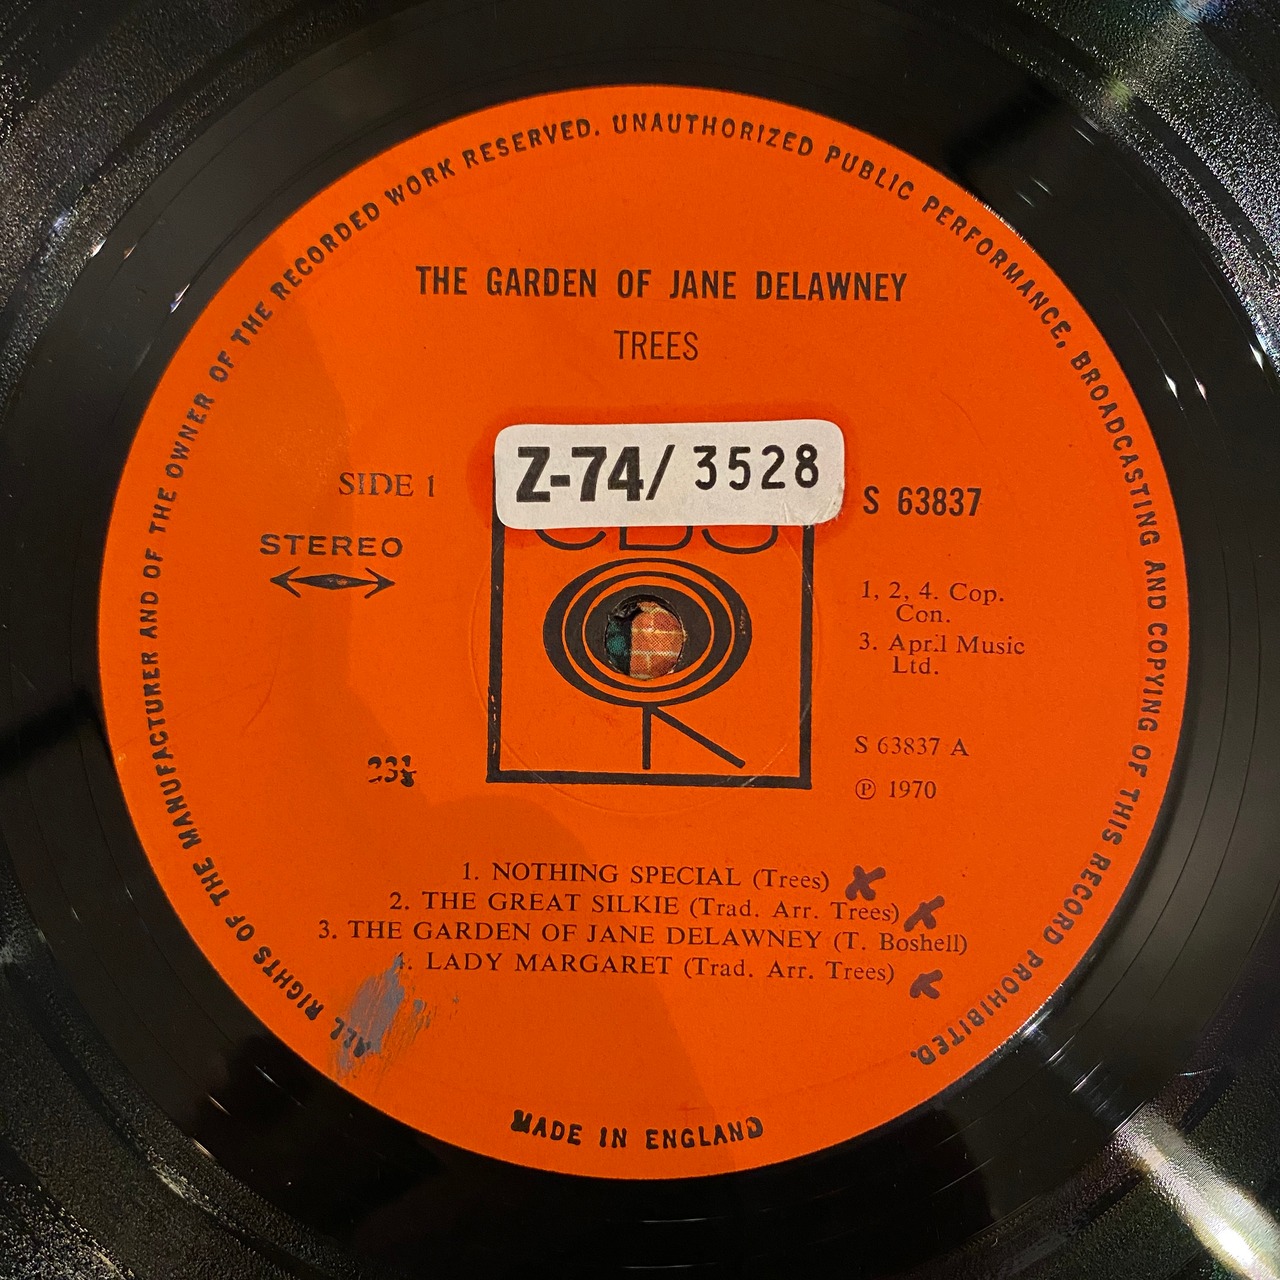 ALL RIGHTS OF THE MANUFACTURER AND OF THE OWNER OF THE RECORDED WORK RESERVED. UNAUTHORIZED PUBLIC PERFORMANCE, BROADCASTING AND COPYING OF THIS RECORD PROHIBITED.
THE GARDEN OF JANE DELAWNEY
TREES
Z-74/3528
SIDE 1
S 63837
CBS
STEREO
1, 2, 4. Cop.
Con.
3. April Music
Ltd.
S 63837 A
33⅓
Ⓟ 1970
1. NOTHING SPECIAL (Trees)
2. THE GREAT SILKIE (Trad. Arr. Trees)
3. THE GARDEN OF JANE DELAWNEY (T. Boshell)
4. LADY MARGARET (Trad. Arr. Trees)
MADE IN ENGLAND